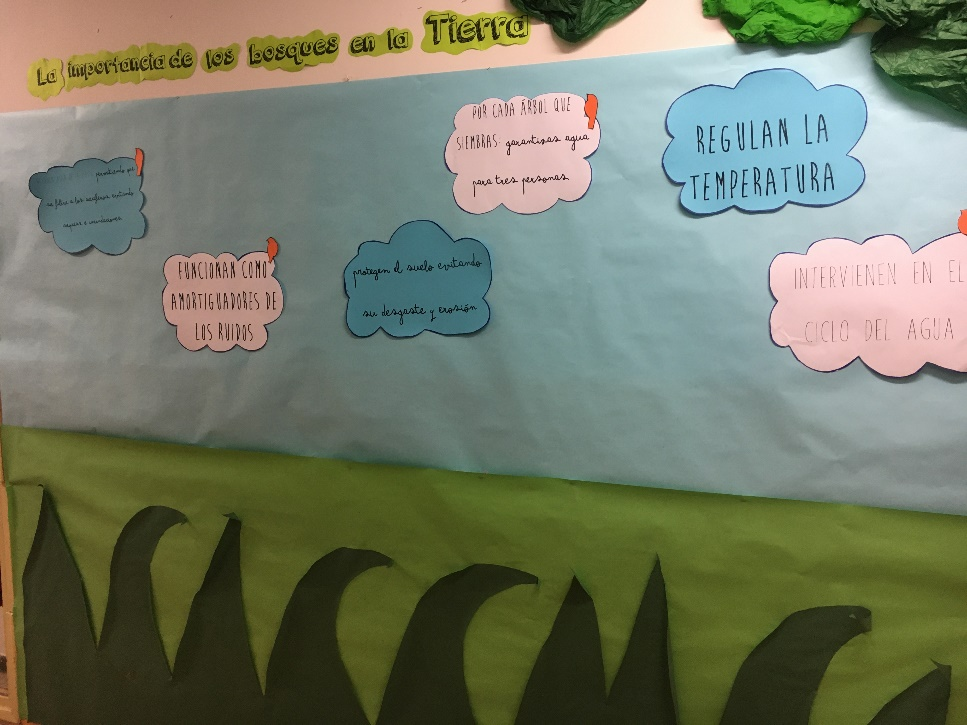 La importancia de los bosques en la Tierra
permitiendo que
se filtre a los acuíferos evitando
sequías e inundaciones
FUNCIONAN COMO
AMORTIGUADORES DE
LOS RUIDOS
protegen el suelo evitando
su desgaste y erosión
POR CADA ÁRBOL QUE
SIEMBRAS: garantizas agua
para tres personas
REGULAN LA
TEMPERATURA
INTERVIENEN EN EL
CICLO DEL AGUA